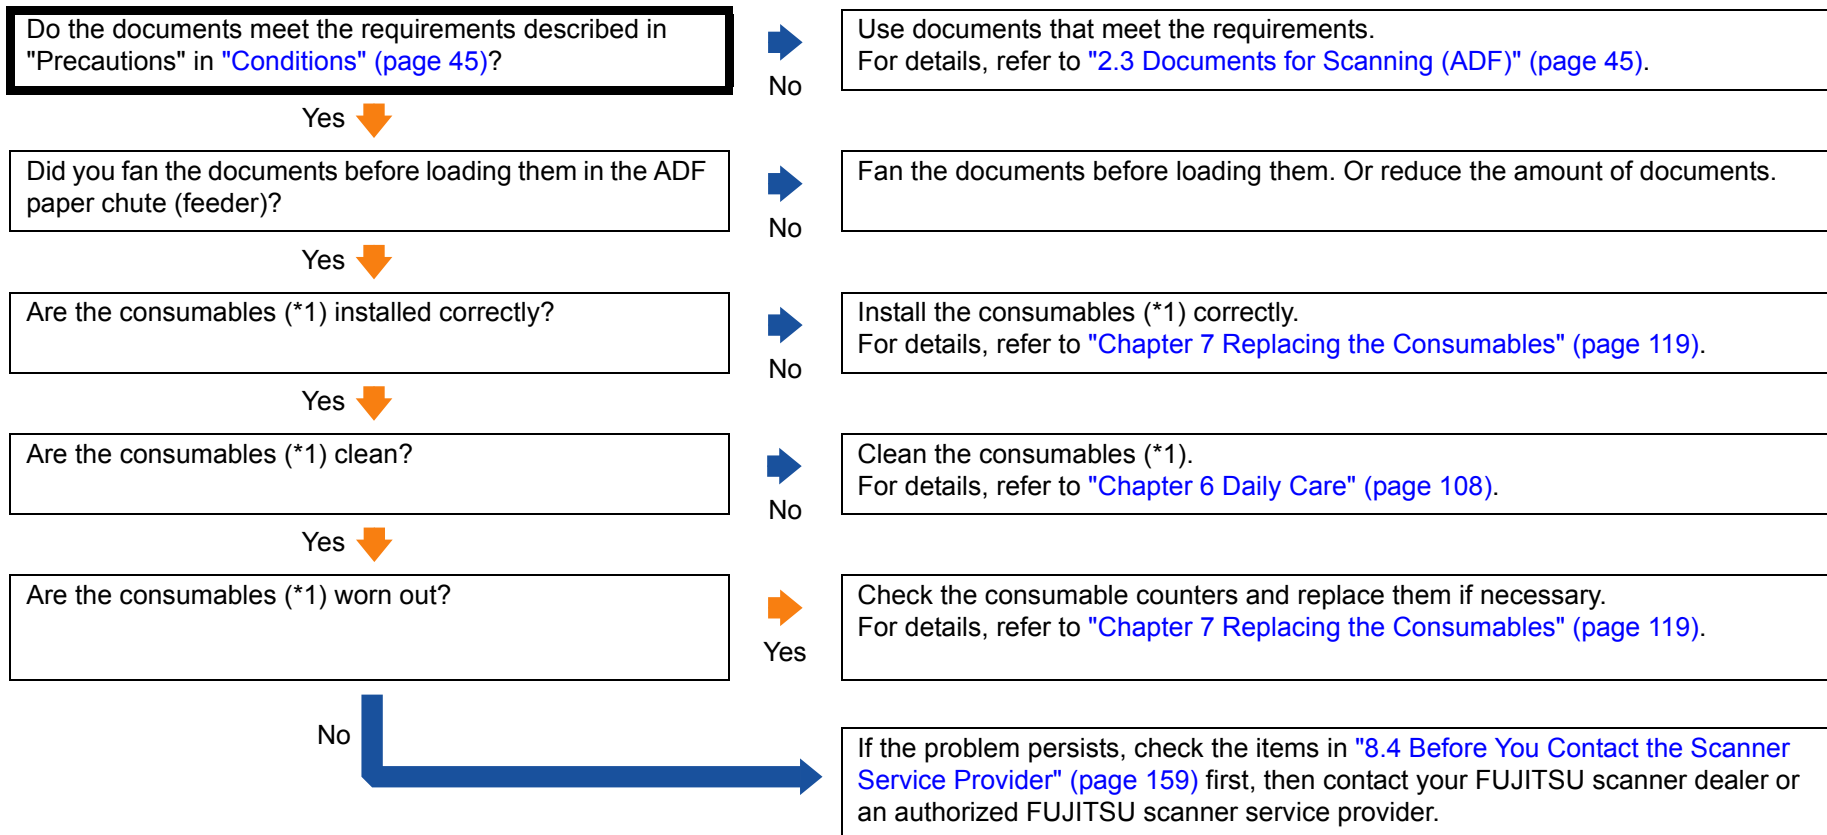 Do the documents meet the requirements described in
"Precautions" in "Conditions" (page 45)?
No
Use documents that meet the requirements.
For details, refer to "2.3 Documents for Scanning (ADF)" (page 45).
Yes
Did you fan the documents before loading them in the ADF
paper chute (feeder)?
No
Fan the documents before loading them. Or reduce the amount of documents.
Yes
Are the consumables (*1) installed correctly?
No
Install the consumables (*1) correctly.
For details, refer to "Chapter 7 Replacing the Consumables" (page 119).
Yes
Are the consumables (*1) clean?
No
Clean the consumables (*1).
For details, refer to "Chapter 6 Daily Care" (page 108).
Yes
Are the consumables (*1) worn out?
Yes
Check the consumable counters and replace them if necessary.
For details, refer to "Chapter 7 Replacing the Consumables" (page 119).
No
If the problem persists, check the items in "8.4 Before You Contact the Scanner
Service Provider" (page 159) first, then contact your FUJITSU scanner dealer or
an authorized FUJITSU scanner service provider.